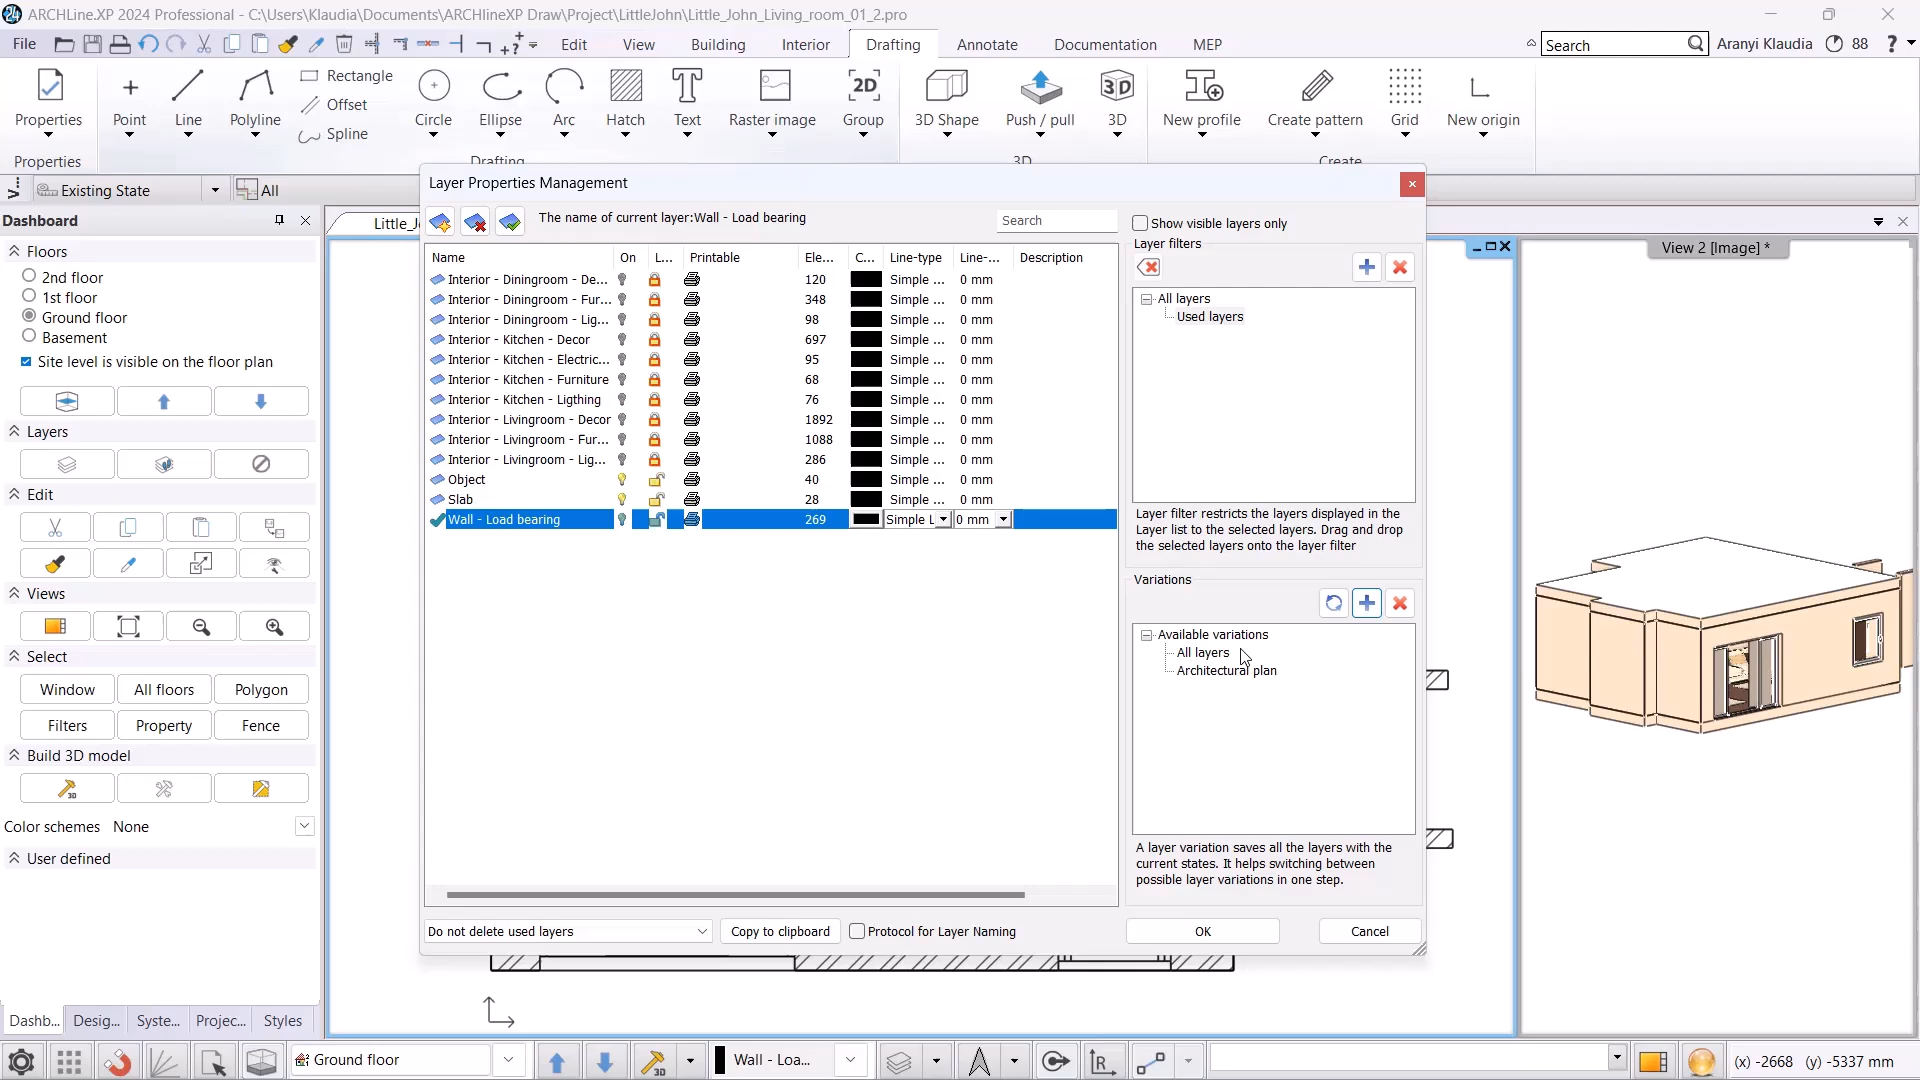 ARCHLine.XP 2024 Professional - C:\Users\Klaudia\Documents\ARCHlineXP Draw\Project\LittleJohn\Little_John_Living_room_01_2.pro
File Edit View Building Interior Drafting Annotate Documentation MEP Search Aranyi Klaudia 88 ?
Properties Point Line Polyline Rectangle Offset Spline Circle Ellipse Arc Hatch Text Raster image 2D Group 3D Shape Push / pull 3D 3D New profile Create pattern Grid New origin
Properties Drafting 3D Create
Existing State All
Dashboard
Floors
2nd floor
1st floor
Ground floor
Basement
Site level is visible on the floor plan
Layers
Edit
Views
Select
Window All floors Polygon
Filters Property Fence
Build 3D model
Color schemes None
User defined
Dashb... Desig... Syste... Projec... Styles
Little_J
Layer Properties Management
The name of current layer:Wall - Load bearing
Search
Name On L... Printable Ele... C... Line-type Line-... Description
Interior - Diningroom - De... 120 Simple ... 0 mm
Interior - Diningroom - Fur... 348 Simple ... 0 mm
Interior - Diningroom - Lig... 98 Simple ... 0 mm
Interior - Kitchen - Decor 697 Simple ... 0 mm
Interior - Kitchen - Electric... 95 Simple ... 0 mm
Interior - Kitchen - Furniture 68 Simple ... 0 mm
Interior - Kitchen - Ligthing 76 Simple ... 0 mm
Interior - Livingroom - Decor 1892 Simple ... 0 mm
Interior - Livingroom - Fur... 1088 Simple ... 0 mm
Interior - Livingroom - Lig... 286 Simple ... 0 mm
Object 40 Simple ... 0 mm
Slab 28 Simple ... 0 mm
Wall - Load bearing 269 Simple L 0 mm
Do not delete used layers
Copy to clipboard
Protocol for Layer Naming
Show visible layers only
Layer filters
All layers
Used layers
Layer filter restricts the layers displayed in the
Layer list to the selected layers. Drag and drop
the selected layers onto the layer filter
Variations
Available variations
All layers
Architectural plan
A layer variation saves all the layers with the
current states. It helps switching between
possible layer variations in one step.
OK Cancel
View 2 [Image] *
3D Ground floor 3D Wall - Loa... R (x) -2668 (y) -5337 mm